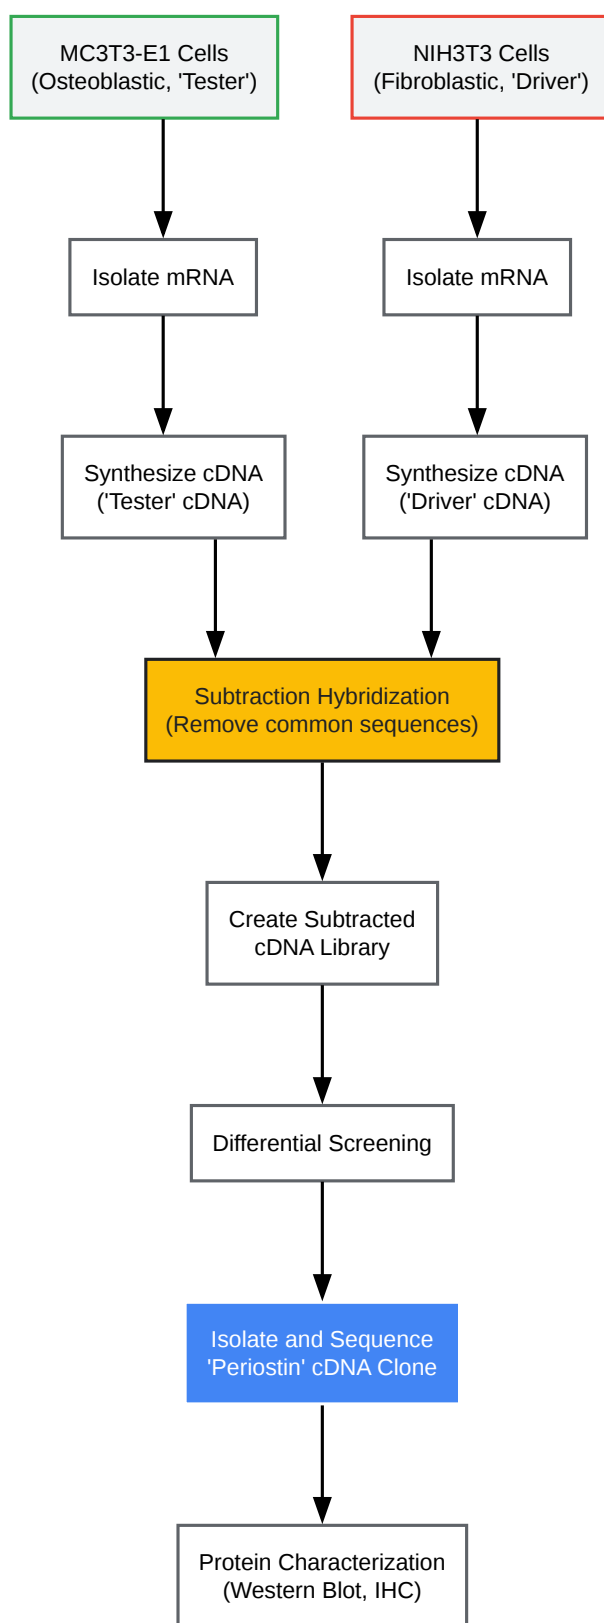 MC3T3-E1 Cells
(Osteoblastic, 'Tester')
NIH3T3 Cells
(Fibroblastic, 'Driver')
Isolate mRNA
Isolate mRNA
Synthesize cDNA
('Tester' cDNA)
Synthesize cDNA
('Driver' cDNA)
Subtraction Hybridization
(Remove common sequences)
Create Subtracted
cDNA Library
Differential Screening
Isolate and Sequence
'Periostin' cDNA Clone
Protein Characterization
(Western Blot, IHC)